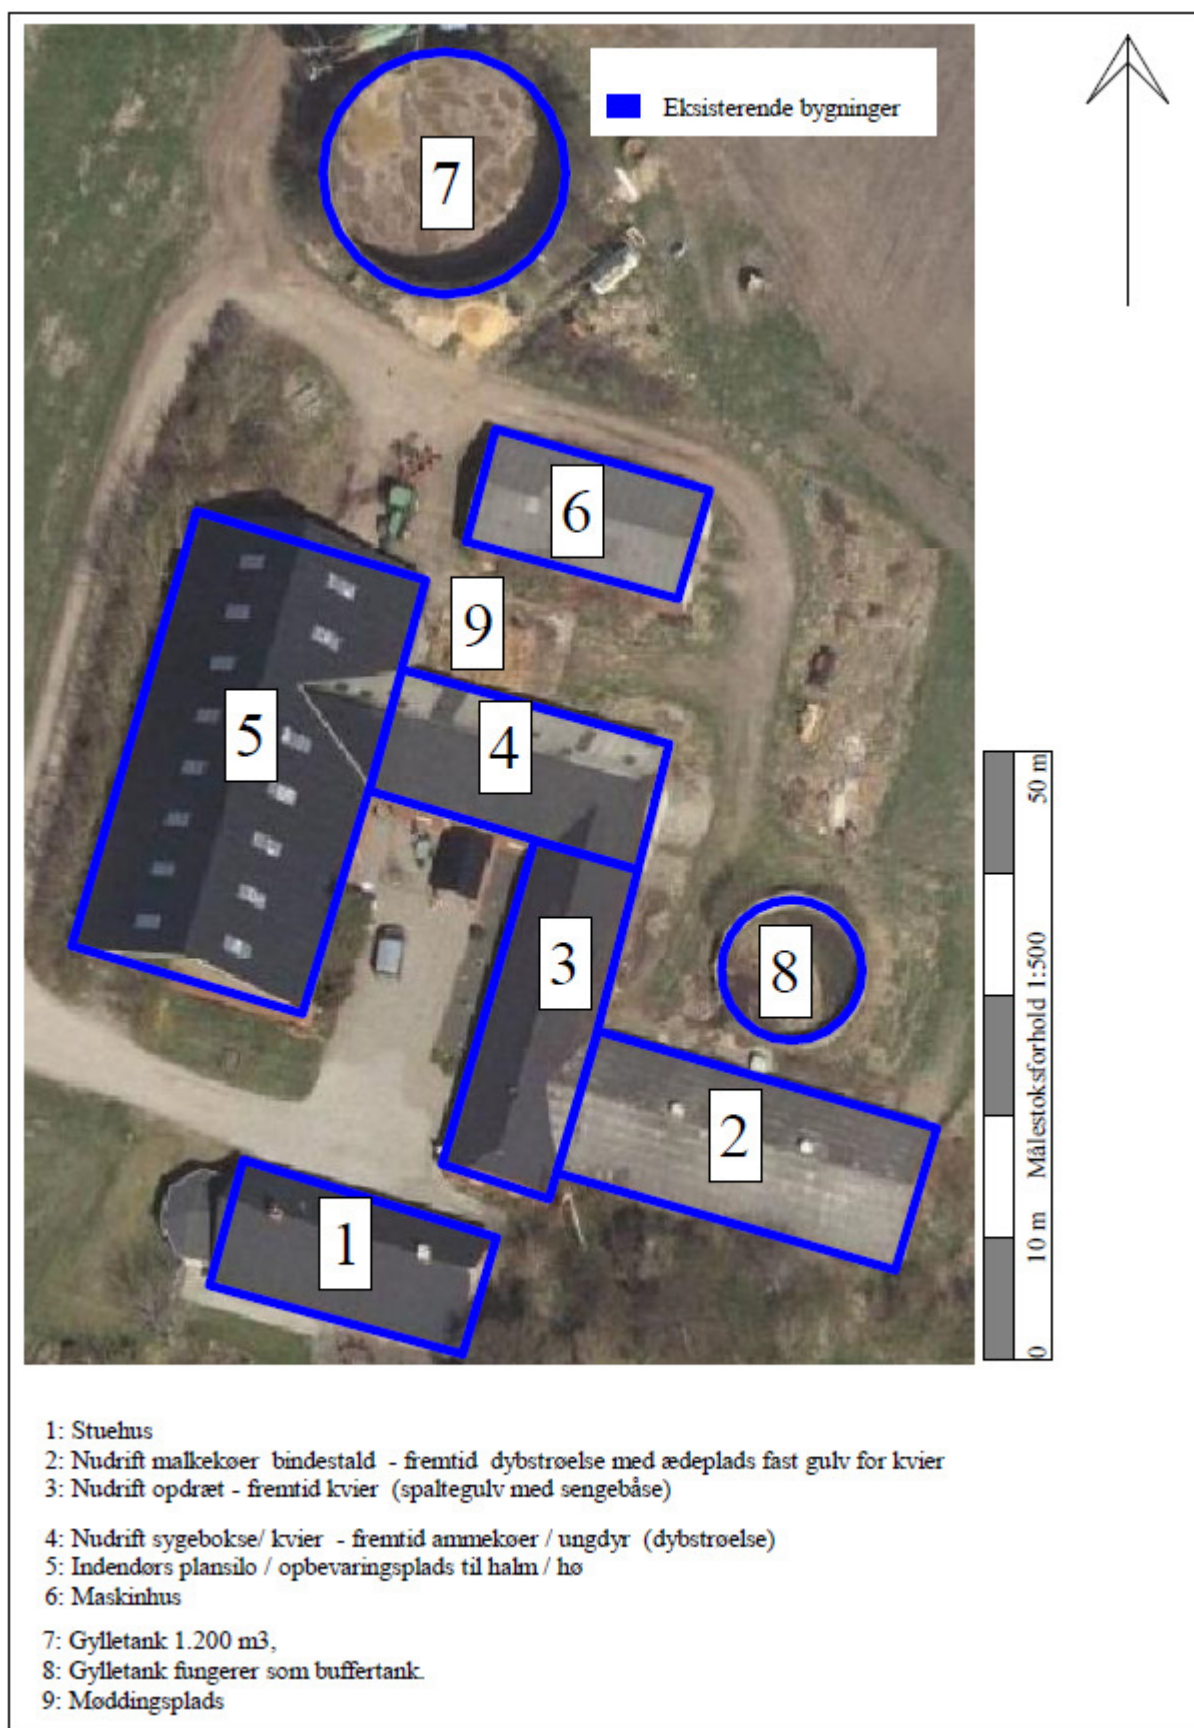 Eksisterende bygninger
7
6
9
5
4
3
8
2
1
50 m
Målestoksforhold 1:500
10 m
0
1: Stuehus
2: Nudrift malkekøer bindestald - fremtid dybstrøelse med ædeplads fast gulv for kvier
3: Nudrift opdræt - fremtid kvier (spaltegulv med sengebåse)
4: Nudrift sygebokse/ kvier - fremtid ammekøer / ungdyr (dybstrøelse)
5: Indendørs plansilo / opbevaringsplads til halm / hø
6: Maskinhus
7: Gylletank 1.200 m3,
8: Gylletank fungerer som buffertank.
9: Møddingsplads